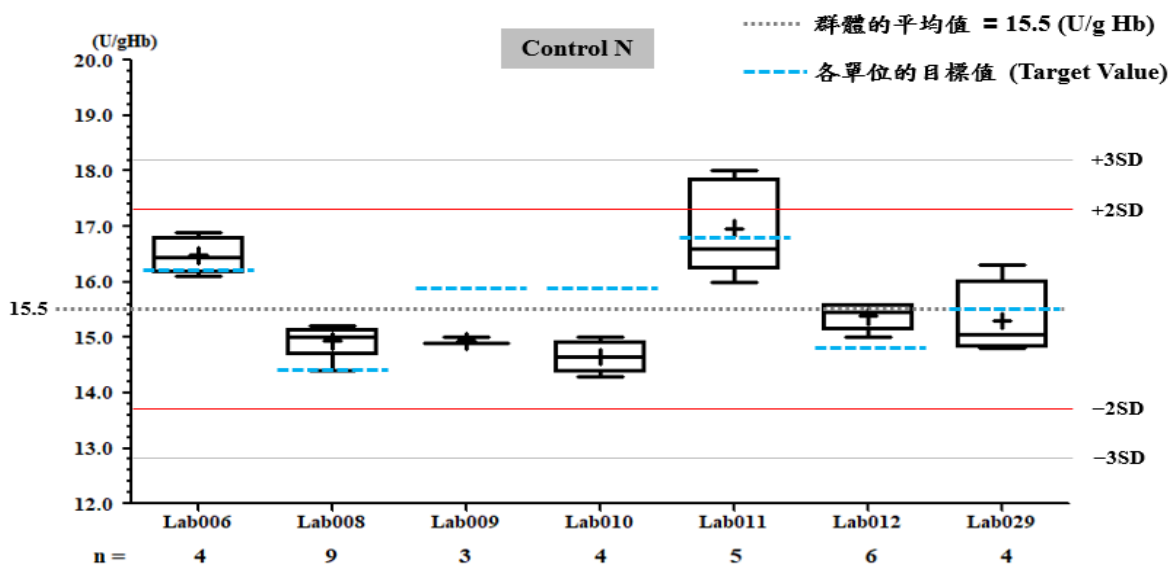 群體的平均值 = 15.5 (U/g Hb)
各單位的目標值 (Target Value)
Control N
(U/gHb)
20.0
19.0
18.0
17.0
16.0
15.5
15.0
14.0
13.0
12.0
+3SD
+2SD
−2SD
−3SD
Lab006 Lab008 Lab009 Lab010 Lab011 Lab012 Lab029
n = 4 9 3 4 5 6 4